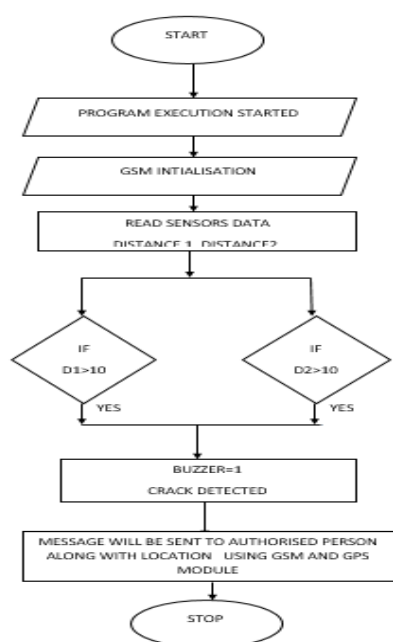 START
PROGRAM EXECUTION STARTED
GSM INTIALISATION
READ SENSORS DATA
DISTANCE 1 DISTANCE2
IF
D1>10
IF
D2>10
YES
YES
BUZZER=1
CRACK DETECTED
MESSAGE WILL BE SENT TO AUTHORISED PERSON
ALONG WITH LOCATION USING GSM AND GPS
MODULE
STOP